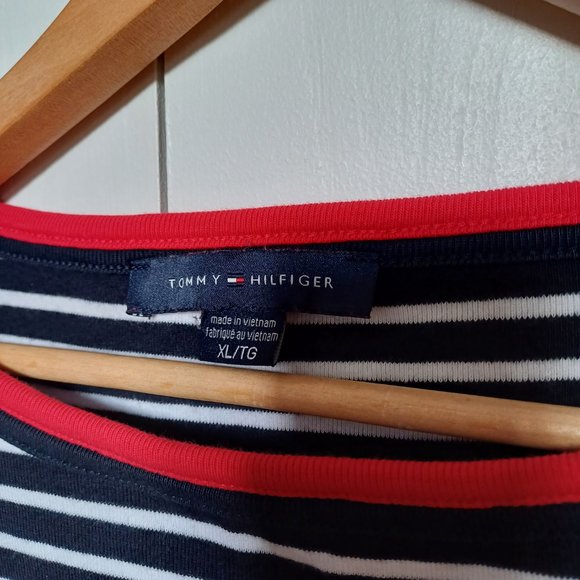 TOMMY HILFIGER
made in vietnam
fabriqué au vietnam
XL/TG